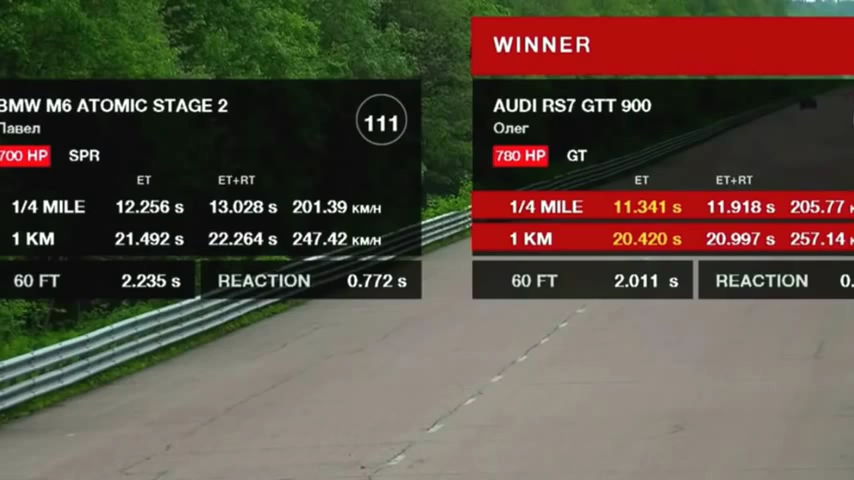 WINNER
BMW M6 ATOMIC STAGE 2
Павел
111
700 HP SPR
ET ET+RT
1/4 MILE 12.256 s 13.028 s 201.39 KM/H
1 KM 21.492 s 22.264 s 247.42 KM/H
60 FT 2.235 s REACTION 0.772 s
AUDI RS7 GTT 900
Олег
780 HP GT
ET ET+RT
1/4 MILE 11.341 s 11.918 s 205.77
1 KM 20.420 s 20.997 s 257.14
60 FT 2.011 s REACTION 0.